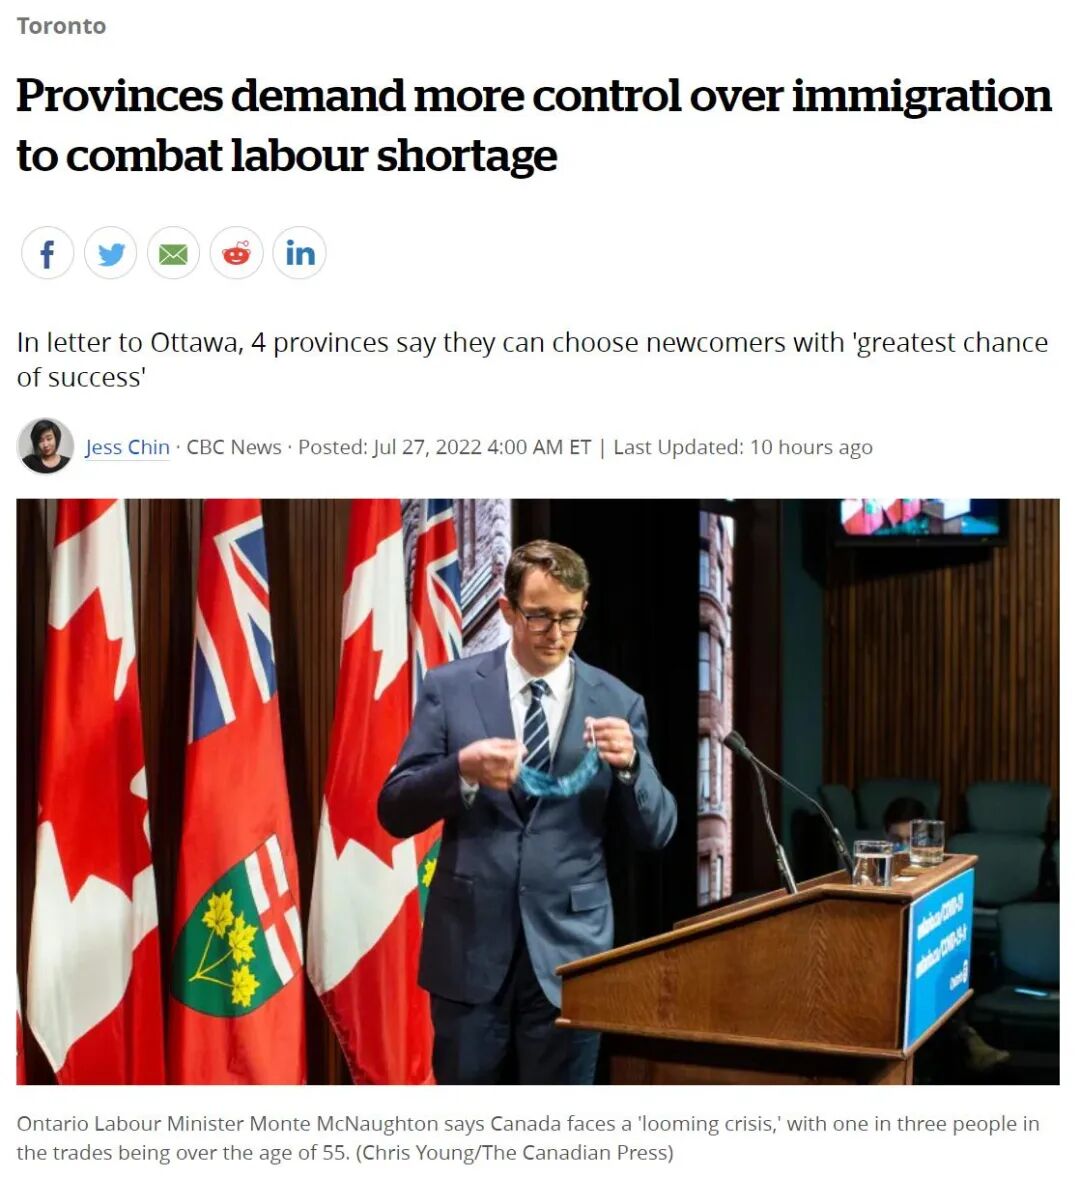 Toronto
Provinces demand more control over immigration
to combat labour shortage
in
In letter to Ottawa, 4 provinces say they can choose newcomers with 'greatest chance
of success'
Jess Chin · CBC News · Posted: Jul 27, 2022 4:00 AM ET | Last Updated: 10 hours ago
Ontario Labour Minister Monte McNaughton says Canada faces a 'looming crisis,' with one in three people in
the trades being over the age of 55. (Chris Young/The Canadian Press)